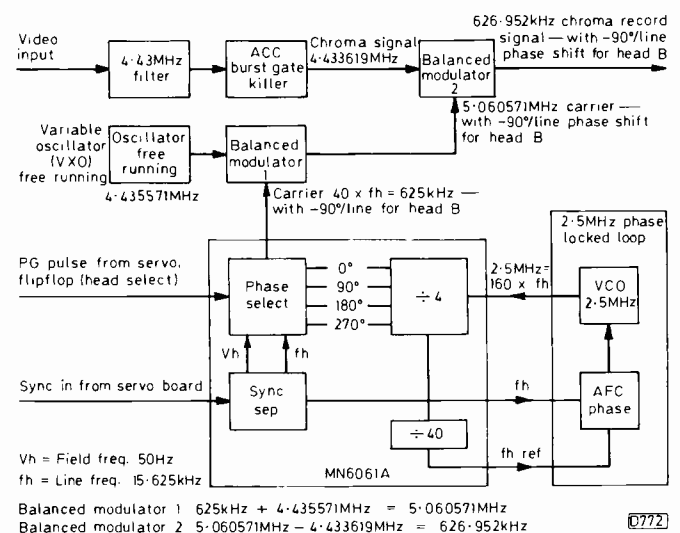 626.952kHz chroma record
signal — with -90°/line
phase shift for head B
Video
input
4·43MHz
filter
ACC
burst gate
killer
Chroma signal
4·433619MHz
Balanced
modulator
2
5·060571MHz carrier —
with -90°/line phase shift
for head B
Variable
oscillator
(VXO)
free running
Oscillator
free
running
4·435571MHz
Balanced
modulator
1
Carrier 40 x fh = 625kHz —
with -90°/line for head B
2·5MHz phase
locked loop
PG pulse from servo,
flipflop (head select)
Phase
select
0°
90°
180°
270°
÷4
2·5MHz=
160 x fh
VCO
2·5MHz
Vh
fh
Sync in from servo board
Sync
sep
fh
AFC
phase
÷40
fh ref
MN6061A
Vh = Field freq. 50Hz
fh = Line freq. 15·625kHz
Balanced modulator 1 625kHz + 4·435571MHz = 5·060571MHz
Balanced modulator 2 5·060571MHz – 4·433619MHz = 626·952kHz
D772